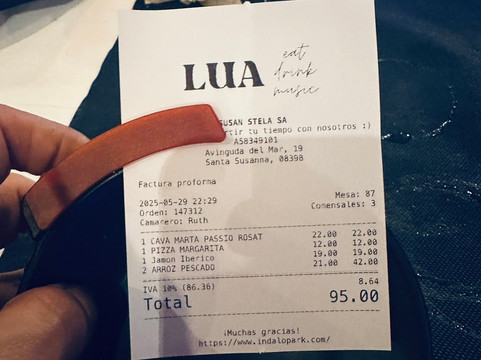 LUA
eat
drink
music
SUSAN STELA SA
rtir tu tiempo con nosotros :)
A58349101
Avinguda del Mar, 19
Santa Susanna, 08398
Factura proforma
2025-05-29 22:29
Mesa: 87
Orden: 147312
Comensales: 3
Camarero: Ruth
1 CAVA MARTA PASSIO ROSAT 22.00 22.00
1 PIZZA MARGARITA 12.00 12.00
1 Jamon Iberico 19.00 19.00
2 ARROZ PESCADO 21.00 42.00
IVA 10% (86.36) 8.64
Total 95.00
¡Muchas gracias!
https://www.indalopark.com/